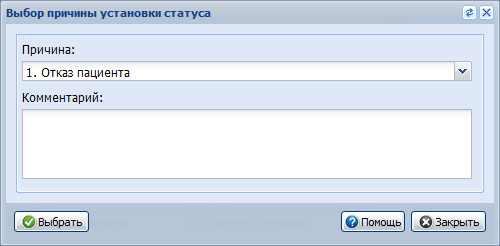 Выбор причины установки статуса
Причина:
1. Отказ пациента
Комментарий:
Выбрать
Помощь
Закрыть